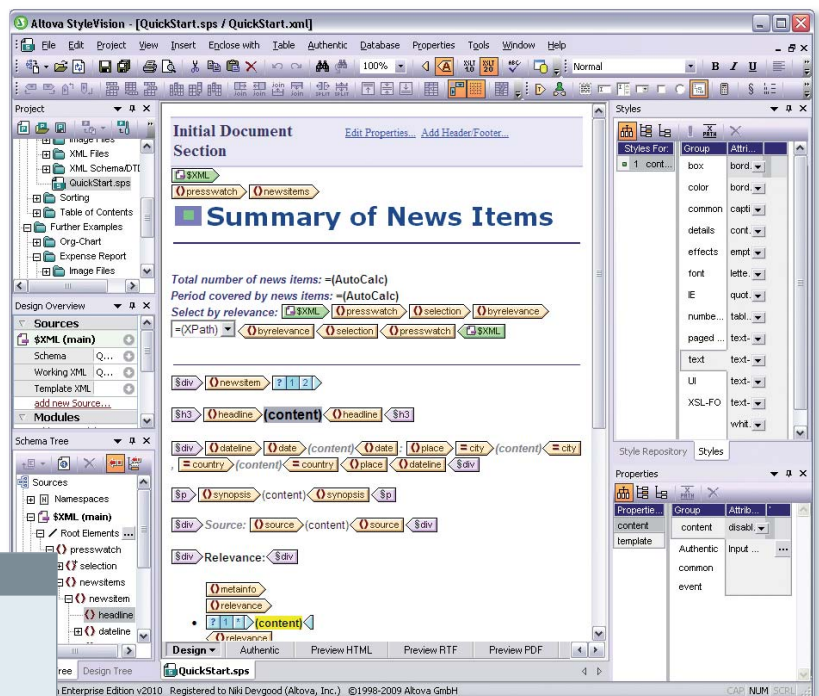 Altova StyleVision - [QuickStart.sps / QuickStart.xml]
File Edit Project View Insert Enclose with Table Authentic Database Properties Tools Window Help
100% XSLT 1.0 XSLT 2.0 Normal B I U
Project
Image Files
XML Files
XML Schema/DTD
QuickStart.sps
Sorting
Table of Contents
Further Examples
Org-Chart
Expense Report
Image Files
Design Overview
Sources
$XML (main)
Schema Q...
Working XML Q...
Template XML
add new Source...
Modules
Schema Tree
Sources
Namespaces
$XML (main)
Root Elements ...
presswatch
selection
newsitems
newsitem
headline
dateline
Design Tree
Initial Document Section
Edit Properties... Add Header/Footer...
$XML
() presswatch () newsitems
Summary of News Items
Total number of news items: =(AutoCalc)
Period covered by news items: =(AutoCalc)
Select by relevance: $XML () presswatch () selection () byrelevance
=(XPath) () byrelevance () selection () presswatch $XML
§div () newsitem ? 1 2
§h3 () headline (content) () headline §h3
§div () dateline () date (content) () date : () place = city (content) = city
, = country (content) = country () place () dateline §div
§p () synopsis (content) () synopsis §p
§div Source: () source (content) () source §div
§div Relevance: §div
() metainfo
() relevance
• ? 1 * (content)
() relevance
Design Authentic Preview HTML Preview RTF Preview PDF
QuickStart.sps
Styles
XPATH
Styles For: Group Attri...
1 cont... box bord...
color bord...
common capti
details cont...
effects empt
font lette...
IE quot...
numbe... tabl...
paged ... text-
text text-
UI text-
XSL-FO text-
whit...
Style Repository Styles
Properties
Propertie... Group Attrib...
content content disabl...
template Authentic Input ... ...
common
event
Enterprise Edition v2010 Registered to Niki Devgood (Altova, Inc.) ©1998-2009 Altova GmbH CAP NUM SCRL